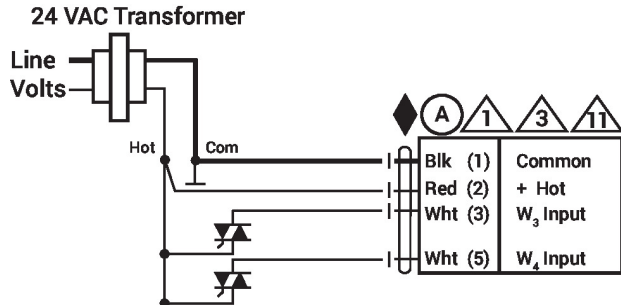 24 VAC Transformer
Line
Volts
Hot
Com
A 1 3 11
Blk (1) Common
Red (2) + Hot
Wht (3) W₃ Input
Wht (5) W₄ Input